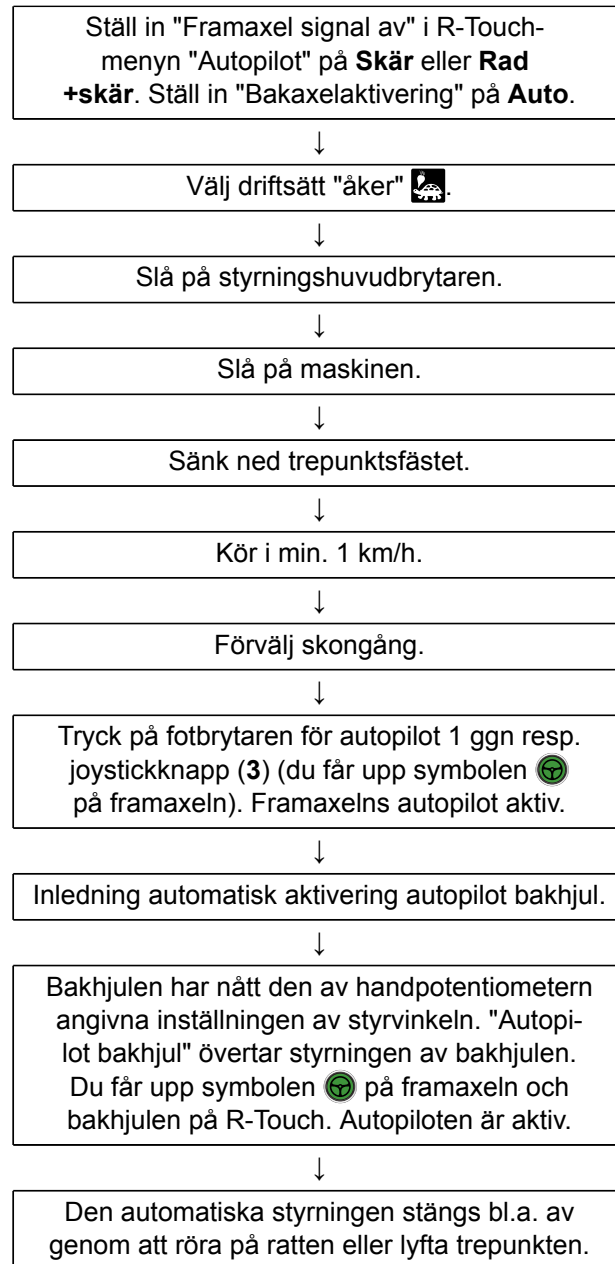 Ställ in "Framaxel signal av" i R-Touch-
menyn "Autopilot" på Skär eller Rad
+skär. Ställ in "Bakaxelaktivering" på Auto.
↓
Välj driftsätt "åker" .
↓
Slå på styrningshuvudbrytaren.
↓
Slå på maskinen.
↓
Sänk ned trepunktsfästet.
↓
Kör i min. 1 km/h.
↓
Förvälj skongång.
↓
Tryck på fotbrytaren för autopilot 1 ggn resp.
joystickknapp (3) (du får upp symbolen
på framaxeln). Framaxelns autopilot aktiv.
↓
Inledning automatisk aktivering autopilot bakhjul.
↓
Bakhjulen har nått den av handpotentiometern
angivna inställningen av styrvinkeln. "Autopi-
lot bakhjul" övertar styrningen av bakhjulen.
Du får upp symbolen på framaxeln och
bakhjulen på R-Touch. Autopiloten är aktiv.
↓
Den automatiska styrningen stängs bl.a. av
genom att röra på ratten eller lyfta trepunkten.